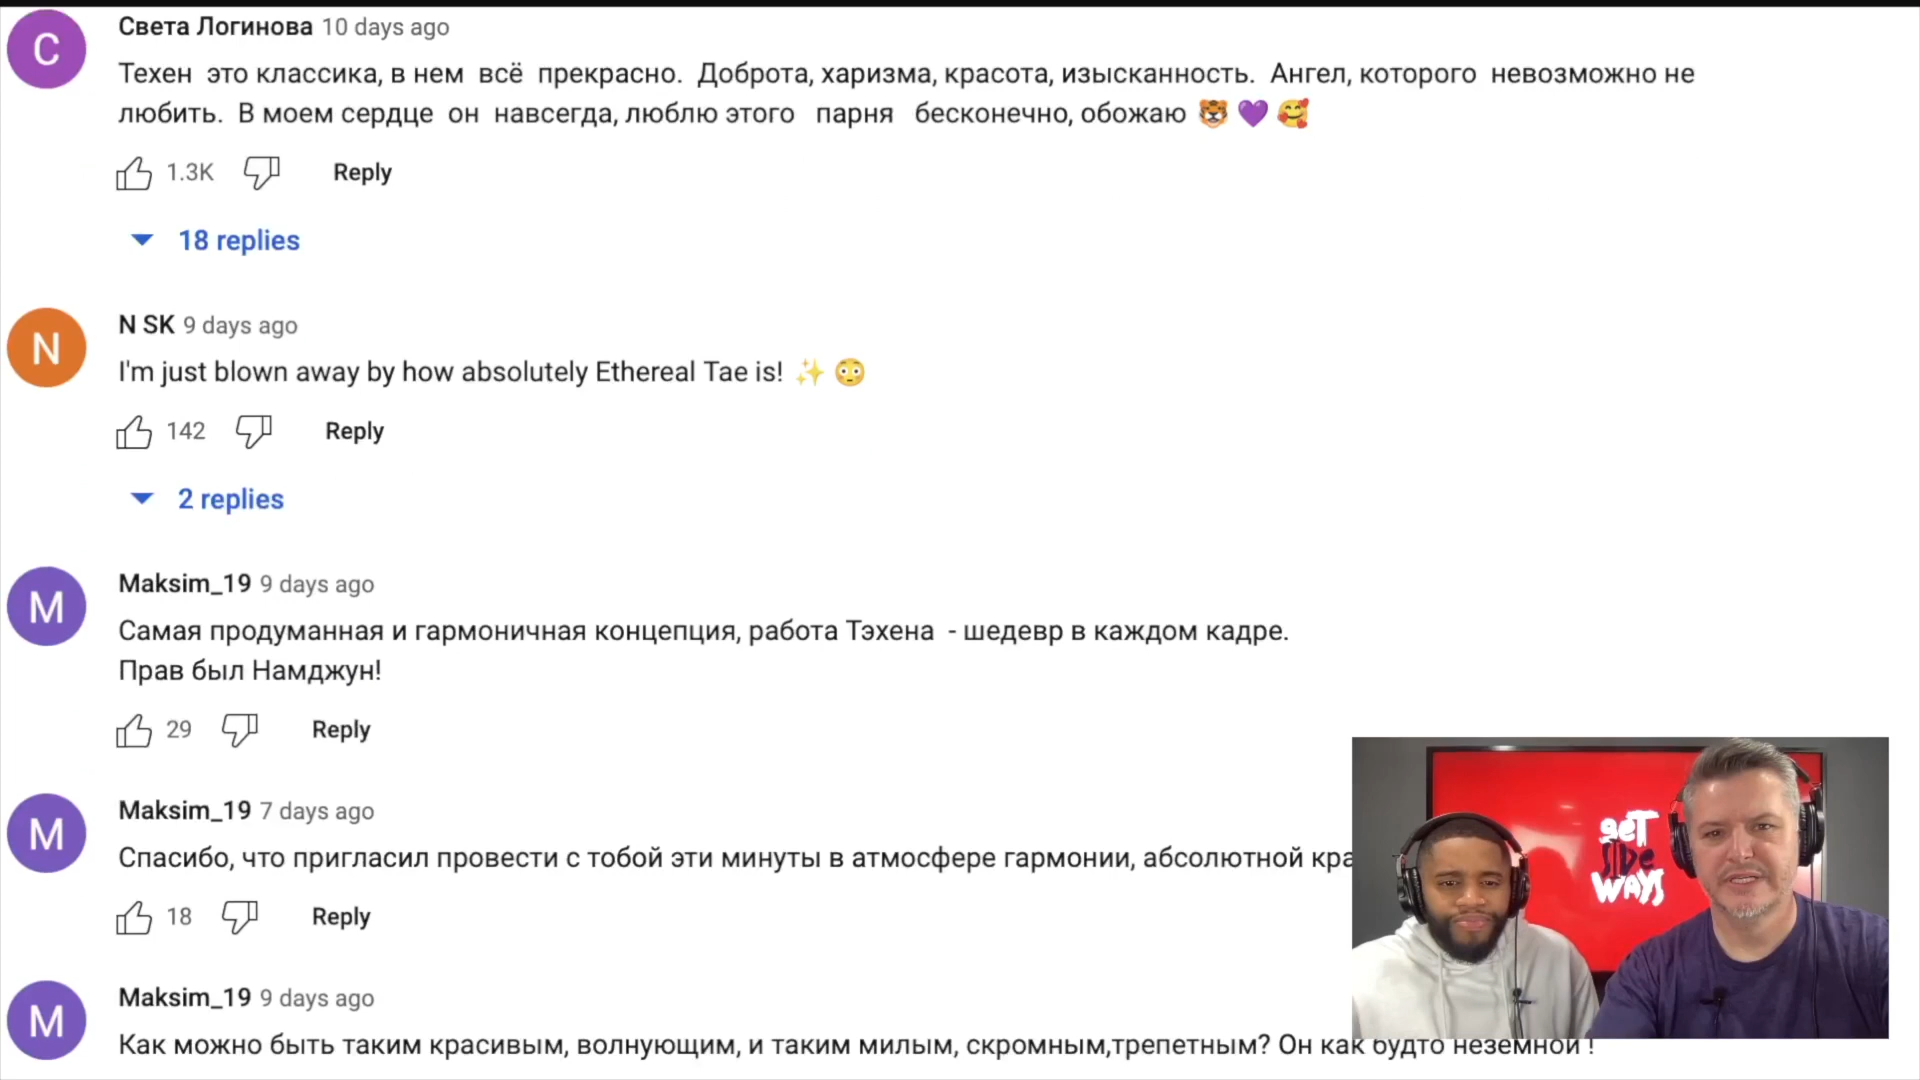 Света Логинова 10 days ago
Техен это классика, в нем всё прекрасно. Доброта, харизма, красота, изысканность. Ангел, которого невозможно не
любить. В моем сердце он навсегда, люблю этого парня бесконечно, обожаю 🐯 💜 🥰
1.3K Reply
18 replies
N SK 9 days ago
I'm just blown away by how absolutely Ethereal Tae is! ✨ 😳
142 Reply
2 replies
Maksim_19 9 days ago
Самая продуманная и гармоничная концепция, работа Тэхена - шедевр в каждом кадре.
Прав был Намджун!
29 Reply
Maksim_19 7 days ago
Спасибо, что пригласил провести с тобой эти минуты в атмосфере гармонии, абсолютной
18 Reply
Maksim_19 9 days ago
Как можно быть таким красивым, волнующим, и таким милым, скромным,трепетным? Он как будто неземной !
С
N
M
M
M
geT
SIDe
WAYS